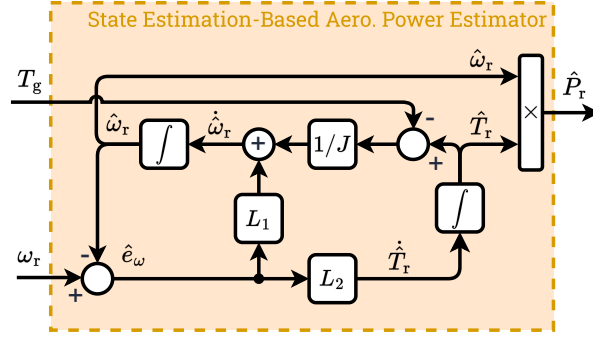 State Estimation-Based Aero. Power Estimator
ω̂r
Tg
P̂r
ω̂r
ω̂̇r
-
T̂r
×
∫
+
1/J
+
L1
∫
-
êω
T̂̇r
ωr
L2
+